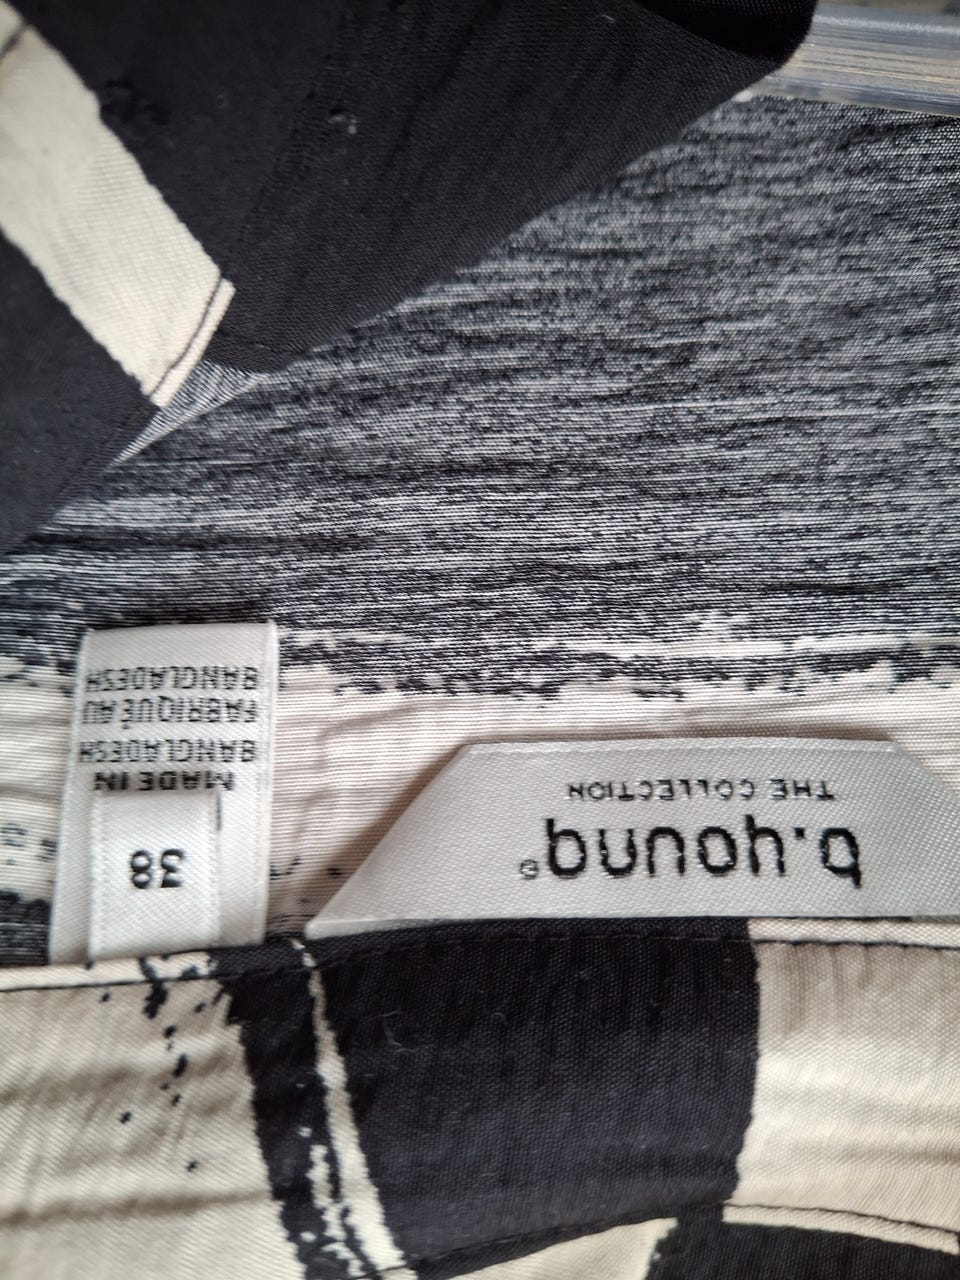 b.young®
THE COLLECTION
38
MADE IN
BANGLADESH
FABRIQUÉ AU
BANGLADESH